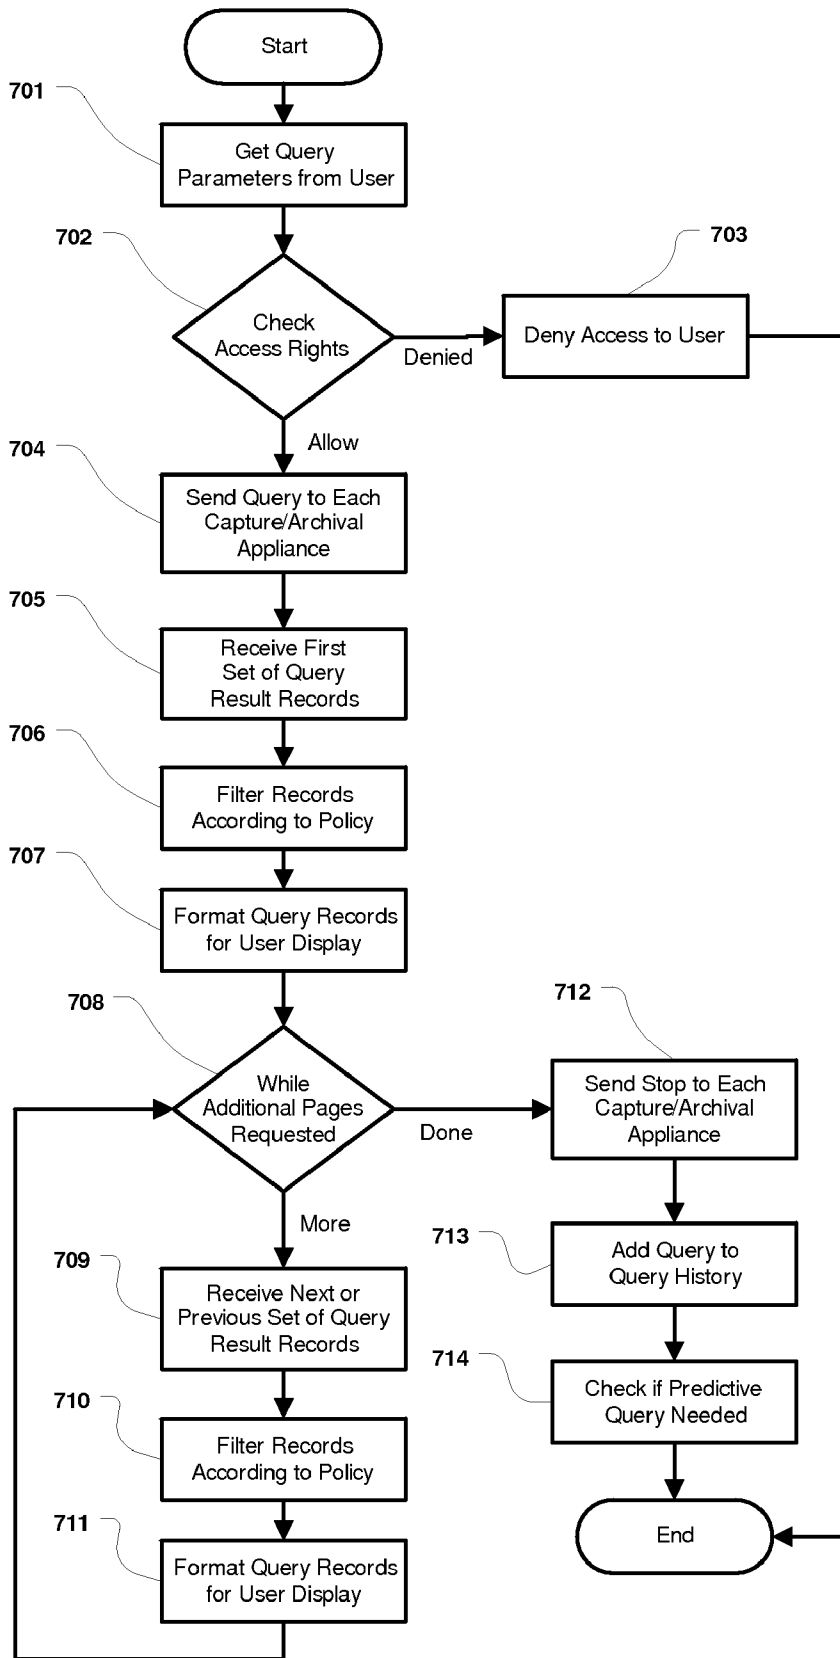 Start
701
Get Query
Parameters from User
702
703
Check
Access Rights
Denied
Deny Access to User
Allow
704
Send Query to Each
Capture/Archival
Appliance
705
Receive First
Set of Query
Result Records
706
Filter Records
According to Policy
707
Format Query Records
for User Display
708
712
While
Additional Pages
Requested
Done
Send Stop to Each
Capture/Archival
Appliance
More
709
Receive Next or
Previous Set of Query
Result Records
713
Add Query to
Query History
714
Check if Predictive
Query Needed
710
Filter Records
According to Policy
711
Format Query Records
for User Display
End